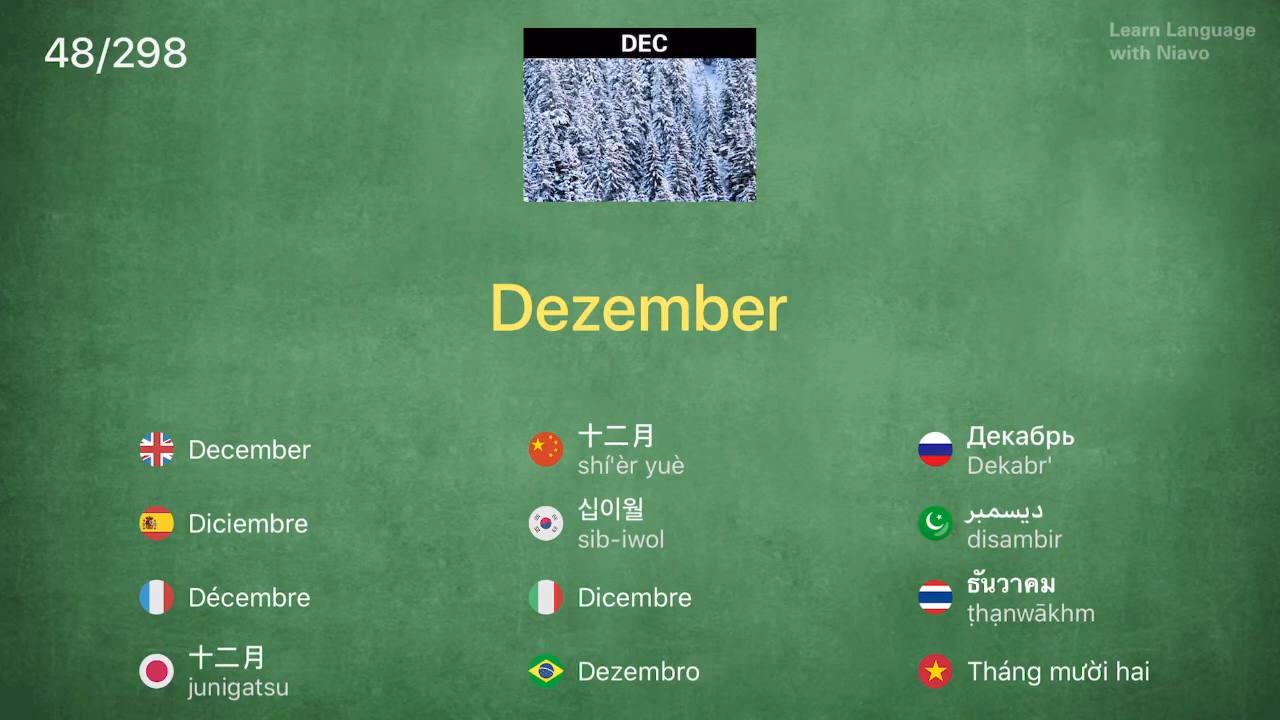 48/298
DEC
Learn Language
with Niavo
Dezember
December
十二月
shí'èr yuè
Декабрь
Dekabr'
Diciembre
십이월
sib-iwol
ديسمبر
disambir
Décembre
Dicembre
ธันวาคม
ṭhạnwākhm
十二月
junigatsu
Dezembro
Tháng mười hai